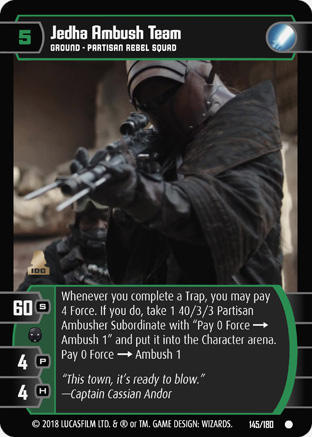 5
Jedha Ambush Team
GROUND - PARTISAN REBEL SQUAD
100
60 S
4 P
4 H
Whenever you complete a Trap, you may pay
4 Force. If you do, take 1 40/3/3 Partisan
Ambusher Subordinate with “Pay 0 Force →
Ambush 1” and put it into the Character arena.
Pay 0 Force → Ambush 1
“This town, it’s ready to blow.”
—Captain Cassian Andor
© 2018 LUCASFILM LTD. & ® or TM. GAME DESIGN: WIZARDS. 145/180